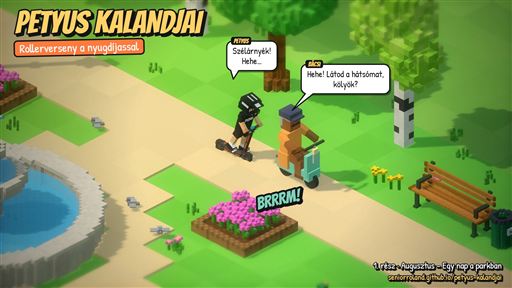 PETYUS KALANDJAI
Rollerverseny a nyugdíjassal
PETYUS
Szélárnyék!
Hehe...
BÁCSI
Hehe! Látod a hátsómat,
kölyök?
BRRRM!
1. rész - Augusztus - Egy nap a parkban
seniorroland.github.io/petyus-kalandjai